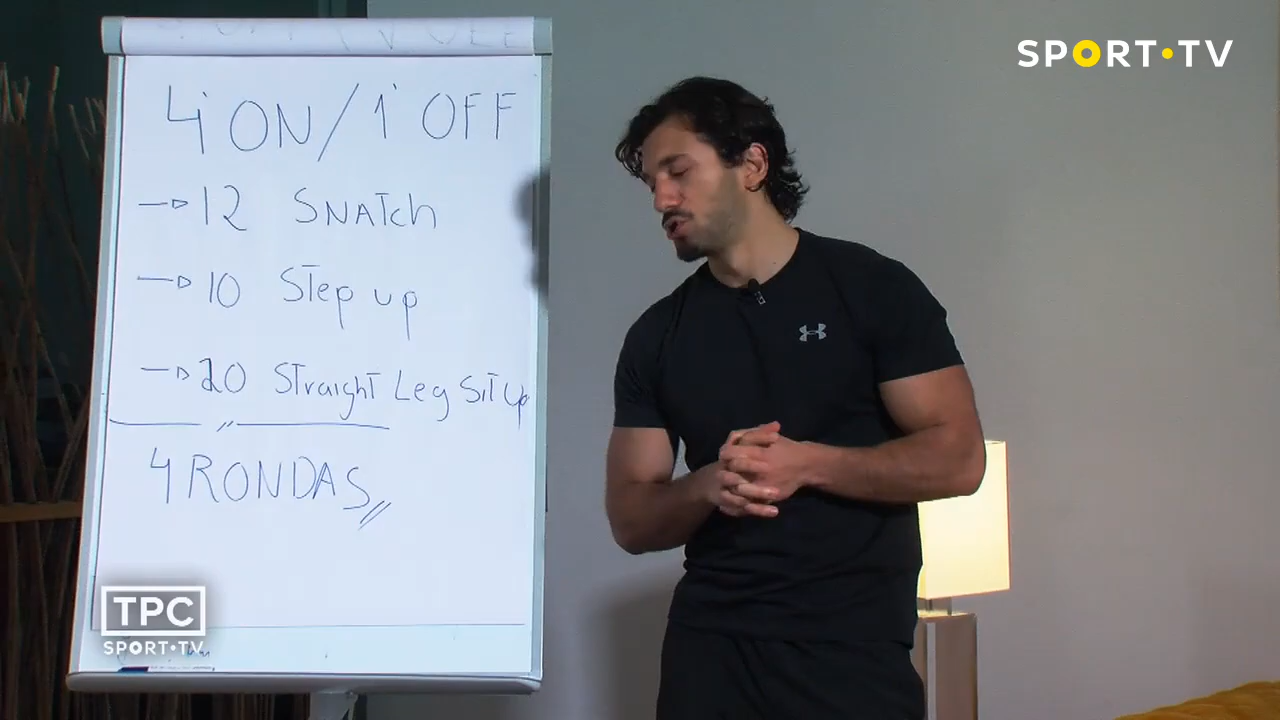 SPORT•TV
4' ON / 1' OFF
→ 12 SNATCH
→ 10 Step up
→ 20 Straight Leg Sit Up
4 RONDAS
TPC
SPORT•TV